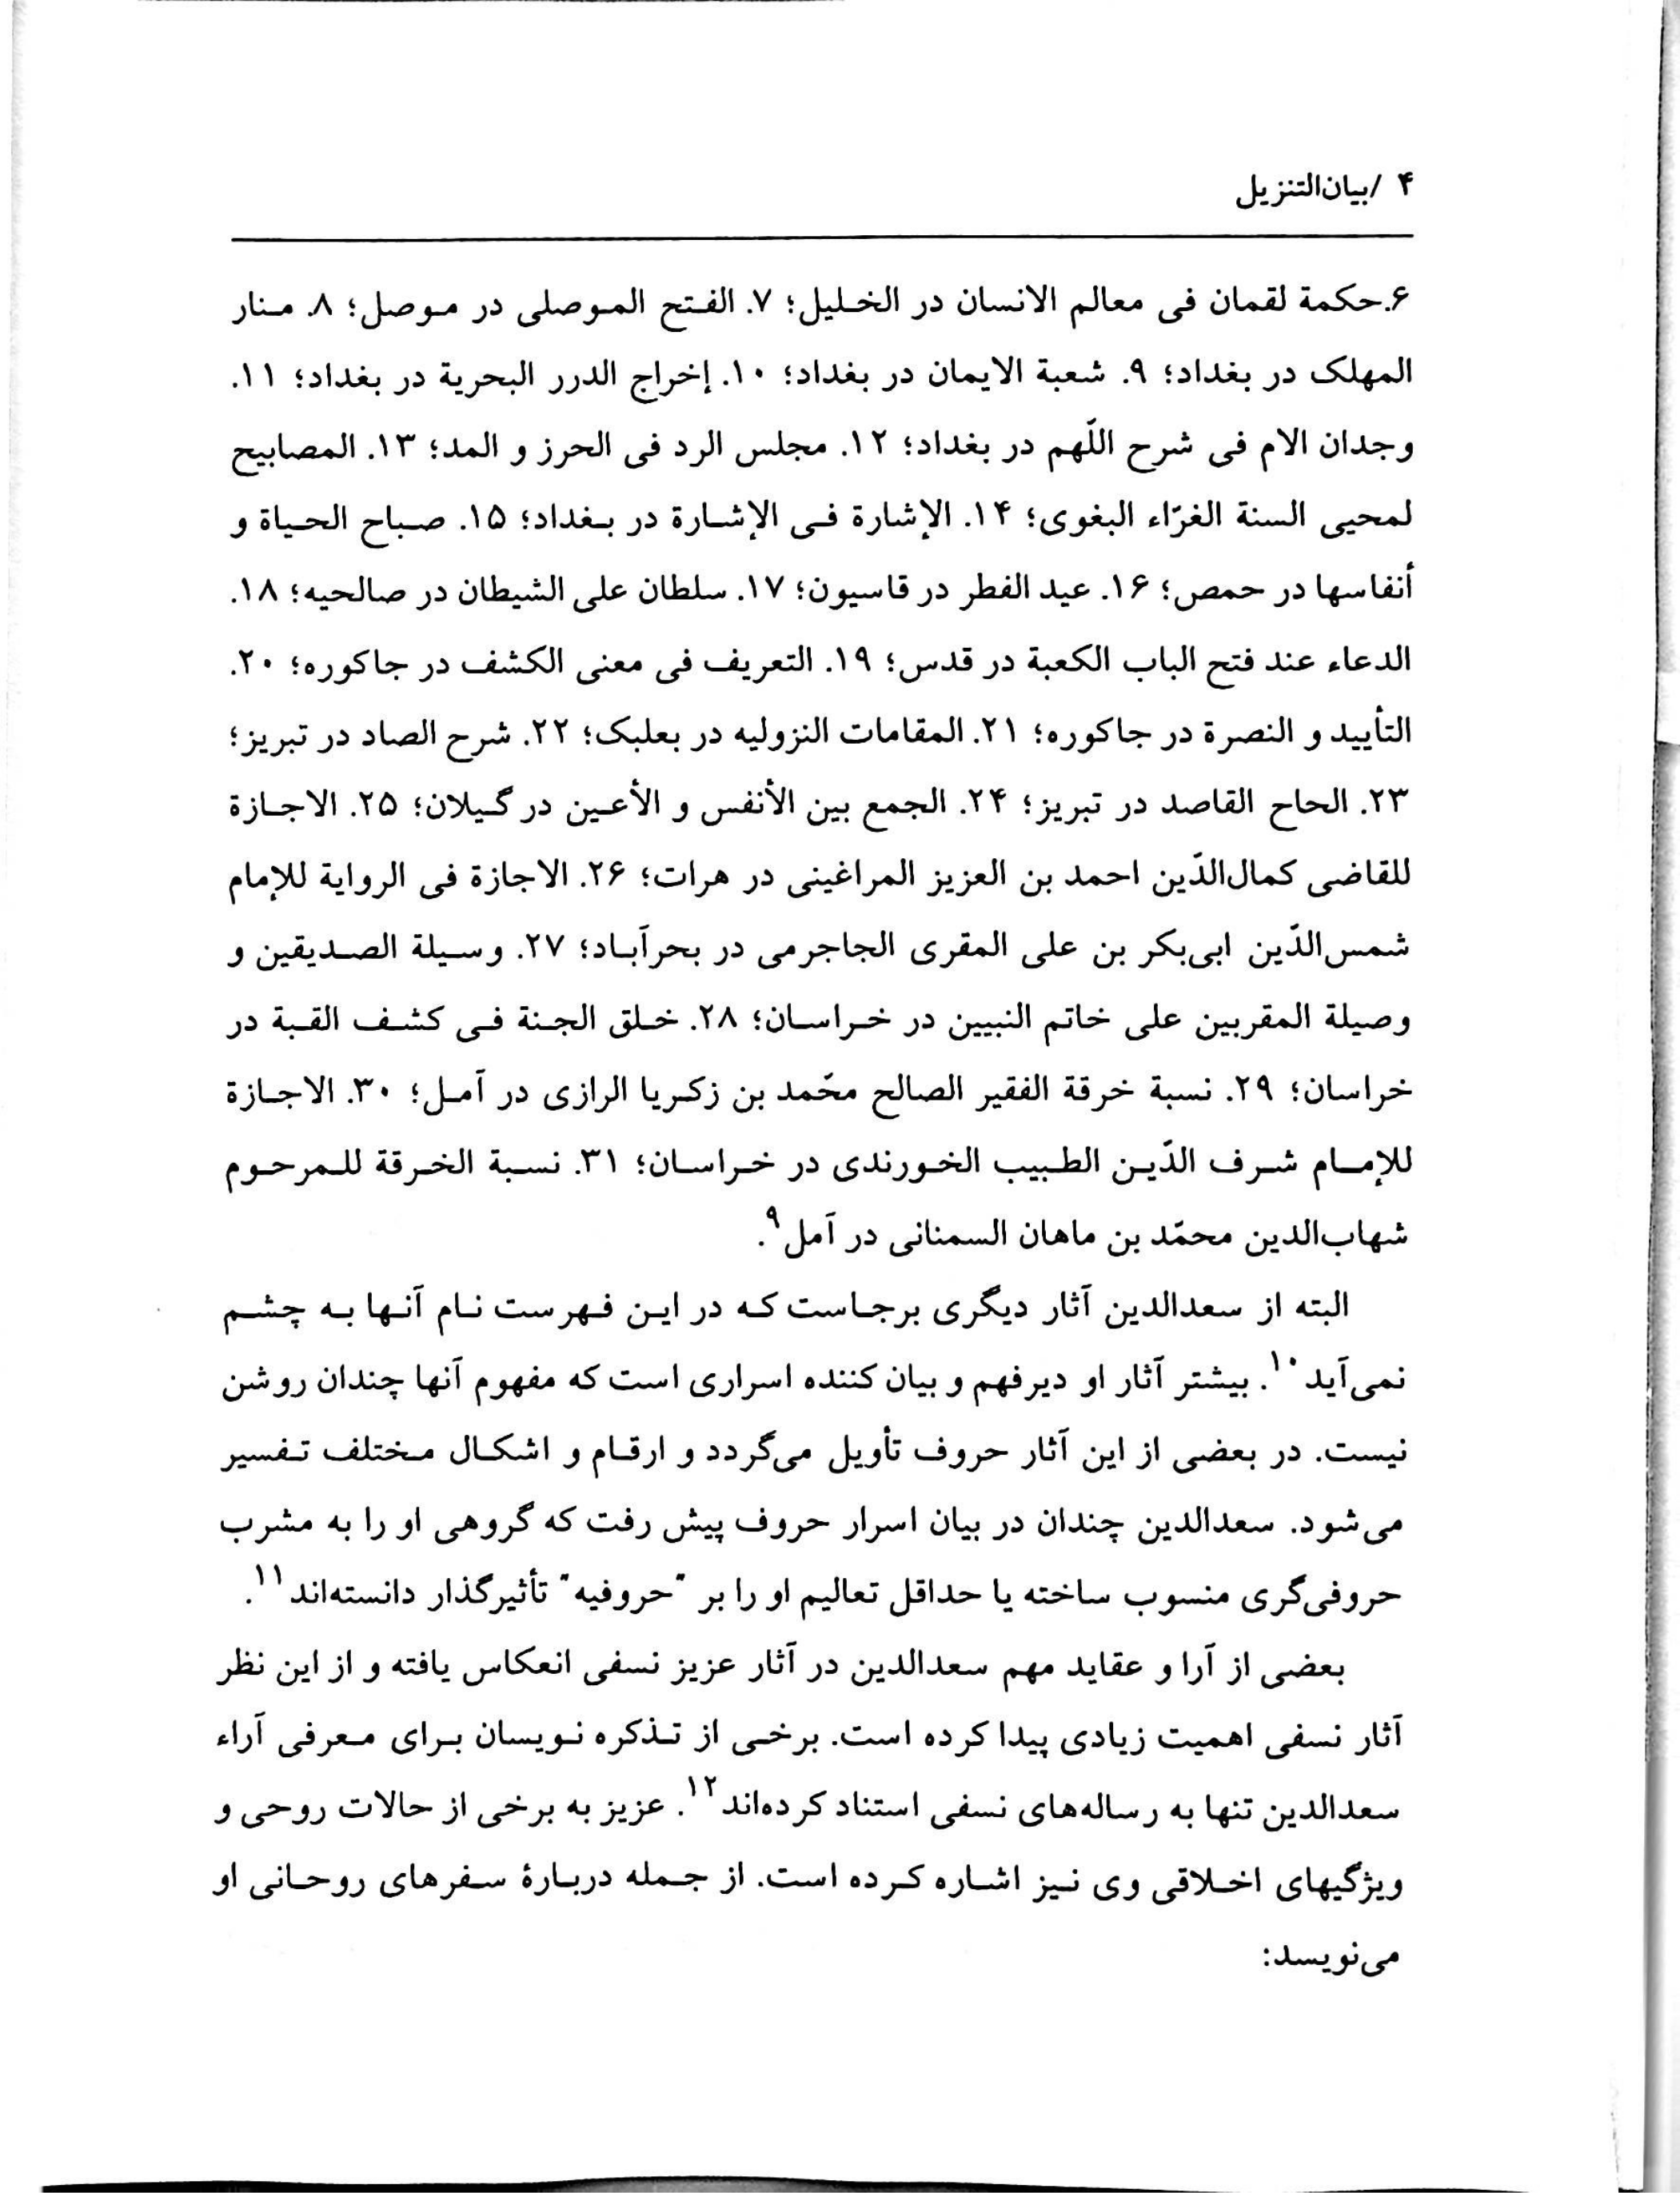 ۴ /بیان‌التنزیل
۶.حکمة لقمان فی معالم الانسان در الخلیل؛ ۷. الفتح الموصلی در موصل؛ ۸. منار
المهلک در بغداد؛ ۹. شعبة الایمان در بغداد؛ ۱۰. إخراج الدرر البحریة در بغداد؛ ۱۱.
وجدان الام فی شرح اللّهم در بغداد؛ ۱۲. مجلس الرد فی الحرز و المد؛ ۱۳. المصابیح
لمحیی السنة الغرّاء البغوی؛ ۱۴. الإشارة فی الإشارة در بغداد؛ ۱۵. صباح الحیاة و
أنفاسها در حمص؛ ۱۶. عید الفطر در قاسیون؛ ۱۷. سلطان علی الشیطان در صالحیه؛ ۱۸.
الدعاء عند فتح الباب الکعبة در قدس؛ ۱۹. التعریف فی معنی الکشف در جاکوره؛ ۲۰.
التأیید و النصرة در جاکوره؛ ۲۱. المقامات النزولیه در بعلبک؛ ۲۲. شرح الصاد در تبریز؛
۲۳. الحاح القاصد در تبریز؛ ۲۴. الجمع بین الأنفس و الأعین در گیلان؛ ۲۵. الاجازة
للقاضی کمال‌الدّین احمد بن العزیز المراغینی در هرات؛ ۲۶. الاجازة فی الروایة للإمام
شمس‌الدّین ابی‌بکر بن علی المقری الجاجرمی در بحرآباد؛ ۲۷. وسیلة الصدیقین و
وصیلة المقربین علی خاتم النبیین در خراسان؛ ۲۸. خلق الجنة فی کشف القبة در
خراسان؛ ۲۹. نسبة خرقة الفقیر الصالح محّمد بن زکریا الرازی در آمل؛ ۳۰. الاجازة
للإمام شرف الدّین الطبیب الخورندی در خراسان؛ ۳۱. نسبة الخرقة للمرحوم
شهاب‌الدین محمّد بن ماهان السمنانی در آمل۹.
البته از سعدالدین آثار دیگری برجاست که در این فهرست نام آنها به چشم
نمی‌آید۱۰. بیشتر آثار او دیرفهم و بیان کننده اسراری است که مفهوم آنها چندان روشن
نیست. در بعضی از این آثار حروف تأویل می‌گردد و ارقام و اشکال مختلف تفسیر
می‌شود. سعدالدین چندان در بیان اسرار حروف پیش رفت که گروهی او را به مشرب
حروفی‌گری منسوب ساخته یا حداقل تعالیم او را بر "حروفیه" تأثیرگذار دانسته‌اند۱۱.
بعضی از آرا و عقاید مهم سعدالدین در آثار عزیز نسفی انعکاس یافته و از این نظر
آثار نسفی اهمیت زیادی پیدا کرده است. برخی از تذکره نویسان برای معرفی آراء
سعدالدین تنها به رساله‌های نسفی استناد کرده‌اند۱۲. عزیز به برخی از حالات روحی و
ویژگیهای اخلاقی وی نیز اشاره کرده است. از جمله دربارهٔ سفرهای روحانی او
می‌نویسد: